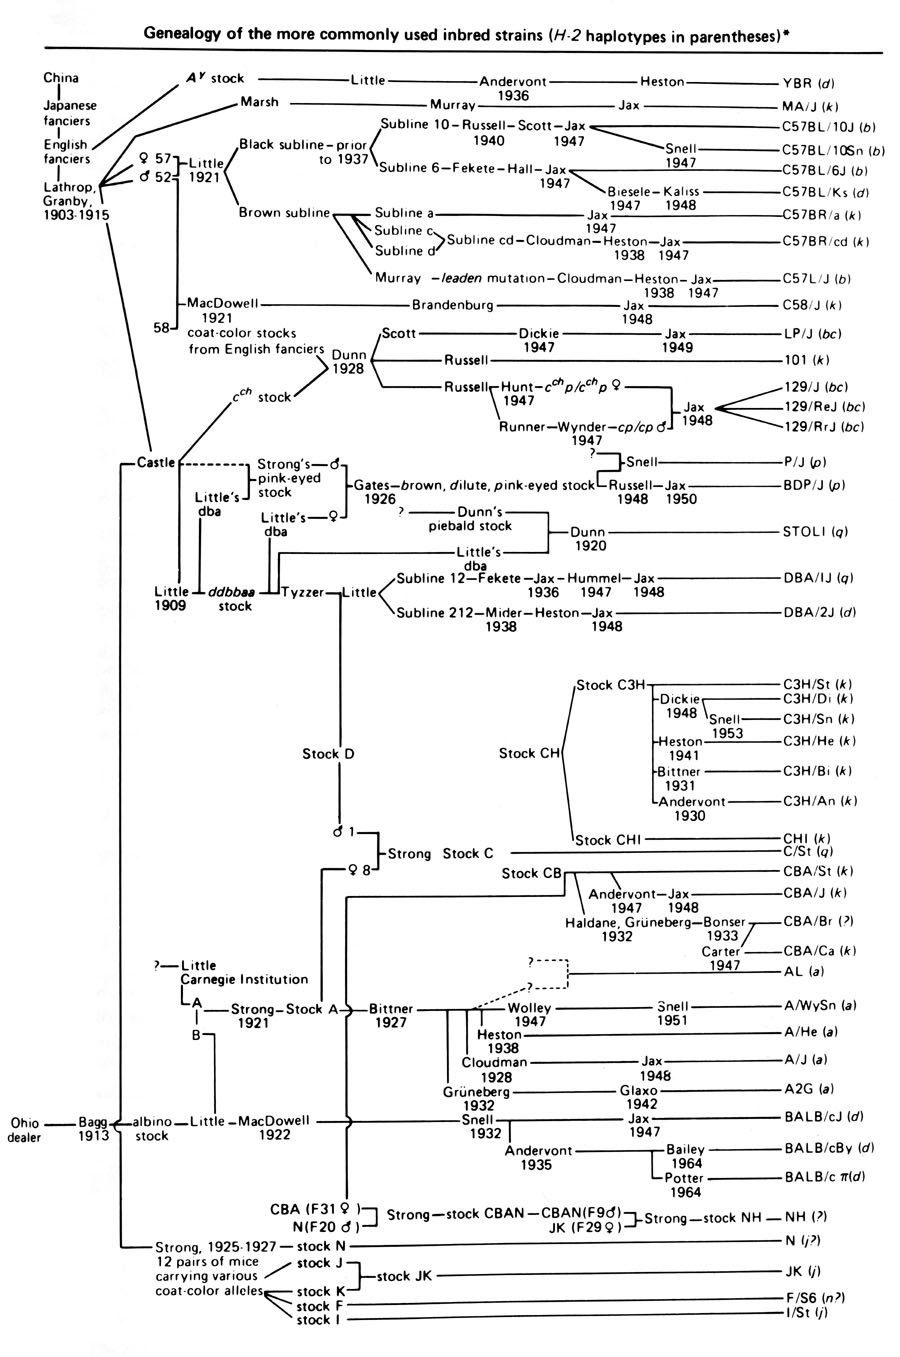 Genealogy of the more commonly used inbred strains (H-2 haplotypes in parentheses)*
China
Aʸ stock Little Andervont Heston YBR (d)
1936
Japanese fanciers
Marsh Murray Jax MA/J (k)
English fanciers
Lathrop, Granby, 1903-1915
♀ 57
♂ 52
Little
1921
58
Black subline–prior to 1937
Subline 10–Russell–Scott–Jax C57BL/10J (b)
1940 1947
Snell C57BL/10Sn (b)
1947
Subline 6–Fekete–Hall–Jax C57BL/6J (b)
1947
Biesele–Kaliss C57BL/Ks (d)
1947 1948
Brown subline
Subline a Jax C57BR/a (k)
1947
Subline c
Subline d
Subline cd–Cloudman–Heston–Jax C57BR/cd (k)
1938 1947
Murray –leaden mutation–Cloudman–Heston–Jax C57L/J (b)
1938 1947
MacDowell Brandenburg Jax C58/J (k)
1921 1948
coat-color stocks
from English fanciers
cᶜʰ stock
Dunn
1928
Scott Dickie Jax LP/J (bc)
1947 1949
Russell 101 (k)
Russell Hunt–cᶜʰp/cᶜʰp ♀
1947
Runner–Wynder–cp/cp ♂
1947
Jax
1948
129/J (bc)
129/ReJ (bc)
129/RrJ (bc)
Castle
Strong's ♂
pink-eyed
stock
Little's
dba
Little's ♀
dba
Gates–brown, dilute, pink-eyed stock
1926
? Snell P/J (p)
Russell–Jax BDP/J (p)
1948 1950
? Dunn's
piebald stock
Dunn STOLI (q)
1920
Little's
dba
Little
1909
ddbbaa
stock
Tyzzer Little
Subline 12–Fekete–Jax–Hummel–Jax DBA/IJ (q)
1936 1947 1948
Subline 212–Mider–Heston–Jax DBA/2J (d)
1938 1948
Stock D
♂ 1
♀ 8
Strong Stock C C/St (q)
Stock CH
Stock C3H C3H/St (k)
Dickie C3H/Di (k)
1948
Snell C3H/Sn (k)
1953
Heston C3H/He (k)
1941
Bittner C3H/Bi (k)
1931
Andervont C3H/An (k)
1930
Stock CHI CHI (k)
Stock CB CBA/St (k)
Andervont–Jax CBA/J (k)
1947 1948
Haldane, Grüneberg–Bonser CBA/Br (?)
1932 1933
Carter CBA/Ca (k)
1947
? Little
Carnegie Institution
A
B
Strong–Stock A Bittner
1921 1927
?
?
AL (a)
Wolley Snell A/WySn (a)
1947 1951
Heston A/He (a)
1938
Cloudman Jax A/J (a)
1928 1948
Grüneberg Glaxo A2G (a)
1932 1942
Ohio dealer
Bagg albino stock Little–MacDowell Snell Jax BALB/cJ (d)
1913 1922 1932 1947
Andervont Bailey BALB/cBy (d)
1935 1964
Potter BALB/c π(d)
1964
CBA (F31 ♀ )
N(F20 ♂ )
Strong–stock CBAN–CBAN(F9♂)
JK (F29♀)
Strong–stock NH–NH (?)
Strong, 1925-1927–stock N N (j?)
12 pairs of mice
carrying various
coat-color alleles
stock J
stock K
stock JK JK (j)
stock F F/S6 (n?)
stock I I/St (j)